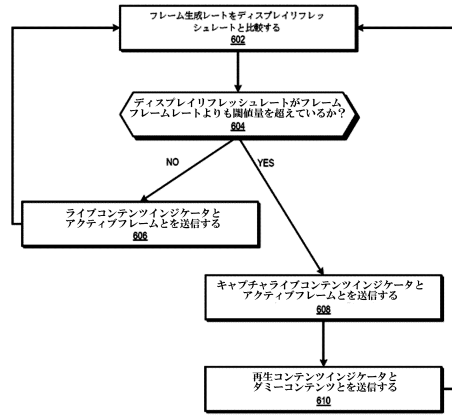 フレーム生成レートをディスプレイリフレッ
シュレートと比較する
602
ディスプレイリフレッシュレートがフレーム
フレームレートよりも閾値量を超えているか?
604
NO
YES
ライブコンテンツインジケータと
アクティブフレームとを送信する
606
キャプチャライブコンテンツインジケータと
アクティブフレームとを送信する
608
再生コンテンツインジケータと
ダミーコンテンツとを送信する
610